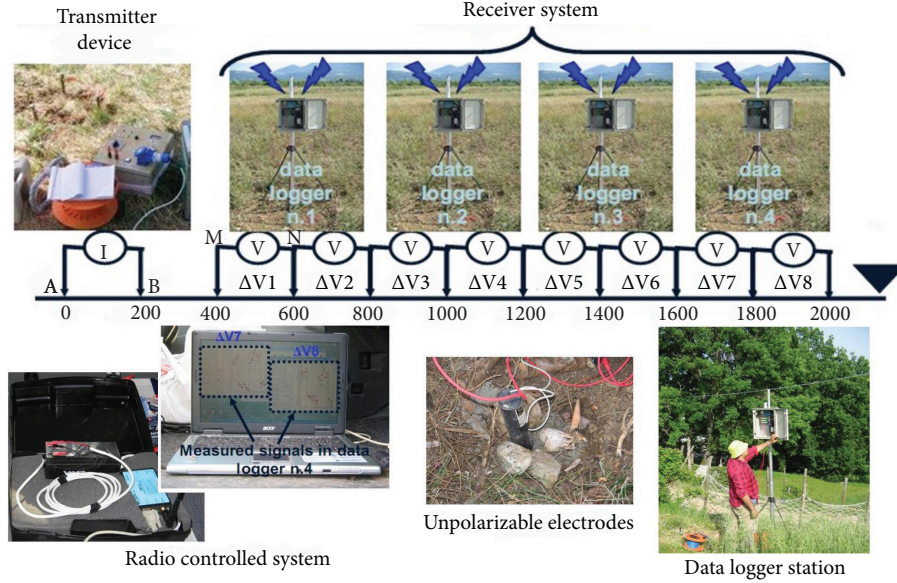 Transmitter
device
Receiver system
data
logger
n.1
data
logger
n.2
data
logger
n.3
data
logger
n.4
M
N
I
V
V
V
V
V
V
V
V
A
B
ΔV1
ΔV2
ΔV3
ΔV4
ΔV5
ΔV6
ΔV7
ΔV8
0
200
400
600
800
1000
1200
1400
1600
1800
2000
ΔV7
ΔV8
acer
Measured signals in data
logger n.4
Unpolarizable electrodes
Radio controlled system
Data logger station